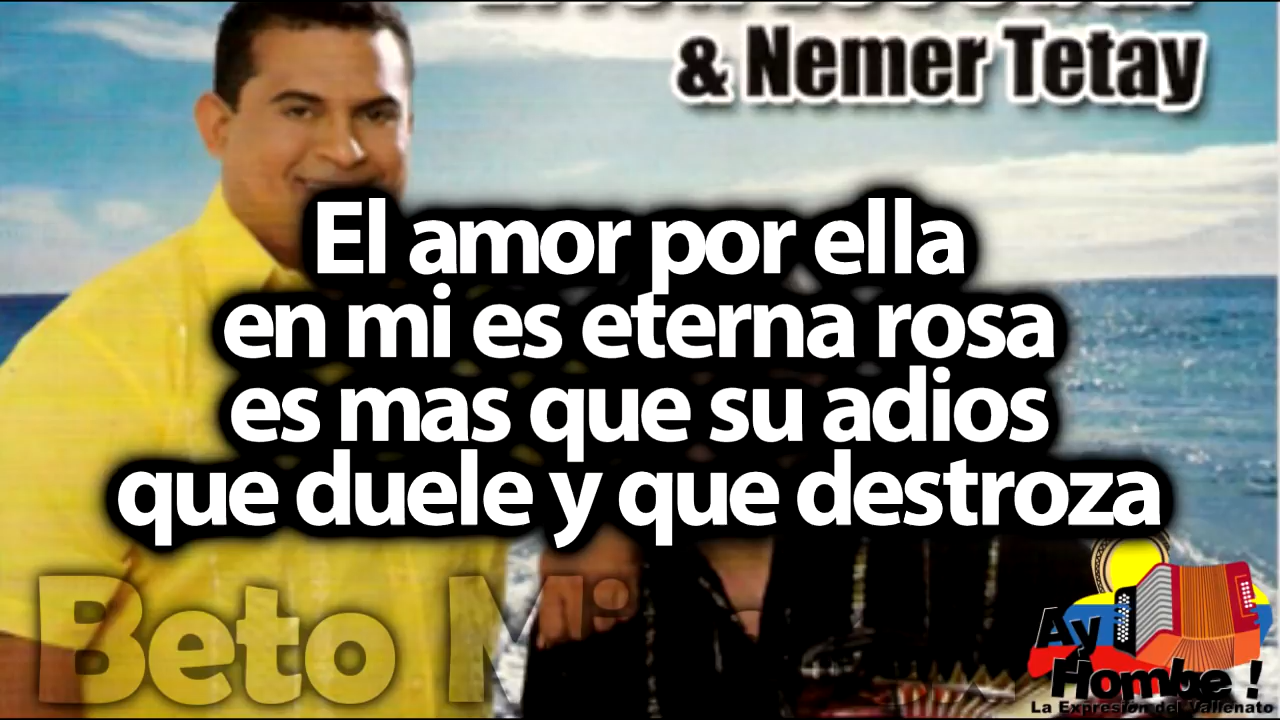 & Nemer Tetay
El amor por ella
en mi es eterna rosa
es mas que su adios
que duele y que destroza
Beto
Ay
Hombe !
La Expresión del Vallenato